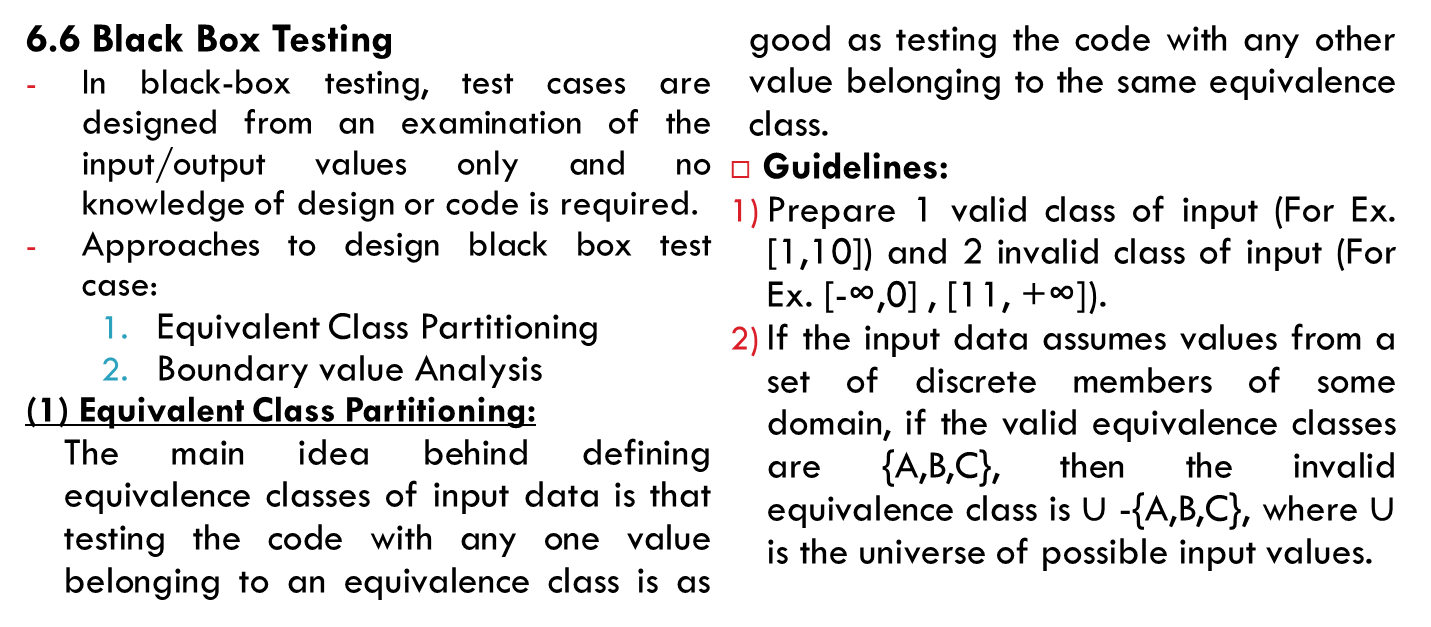 6.6 Black Box Testing
- In black-box testing, test cases are
designed from an examination of the
input/output values only and no
knowledge of design or code is required.
- Approaches to design black box test
case:
1. Equivalent Class Partitioning
2. Boundary value Analysis
(1) Equivalent Class Partitioning:
The main idea behind defining
equivalence classes of input data is that
testing the code with any one value
belonging to an equivalence class is as
good as testing the code with any other
value belonging to the same equivalence
class.
□ Guidelines:
1) Prepare 1 valid class of input (For Ex.
[1,10]) and 2 invalid class of input (For
Ex. [-∞,0] , [11, +∞]).
2) If the input data assumes values from a
set of discrete members of some
domain, if the valid equivalence classes
are {A,B,C}, then the invalid
equivalence class is U -{A,B,C}, where U
is the universe of possible input values.